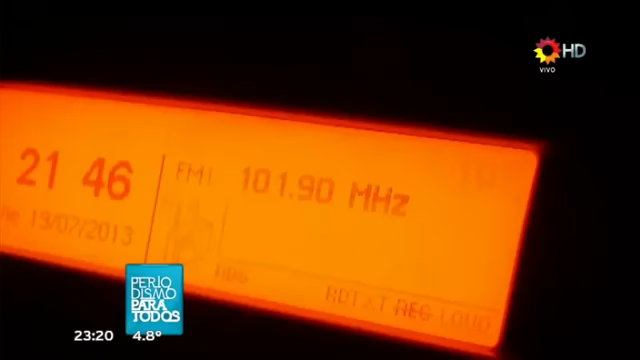 HD
VIVO
21 46
19/07/2013
FM1 101.90 MHz
RDS
RDT AT REG LOUD
PERIO
DISMO
PARA
TODOS
23:20 4.8°